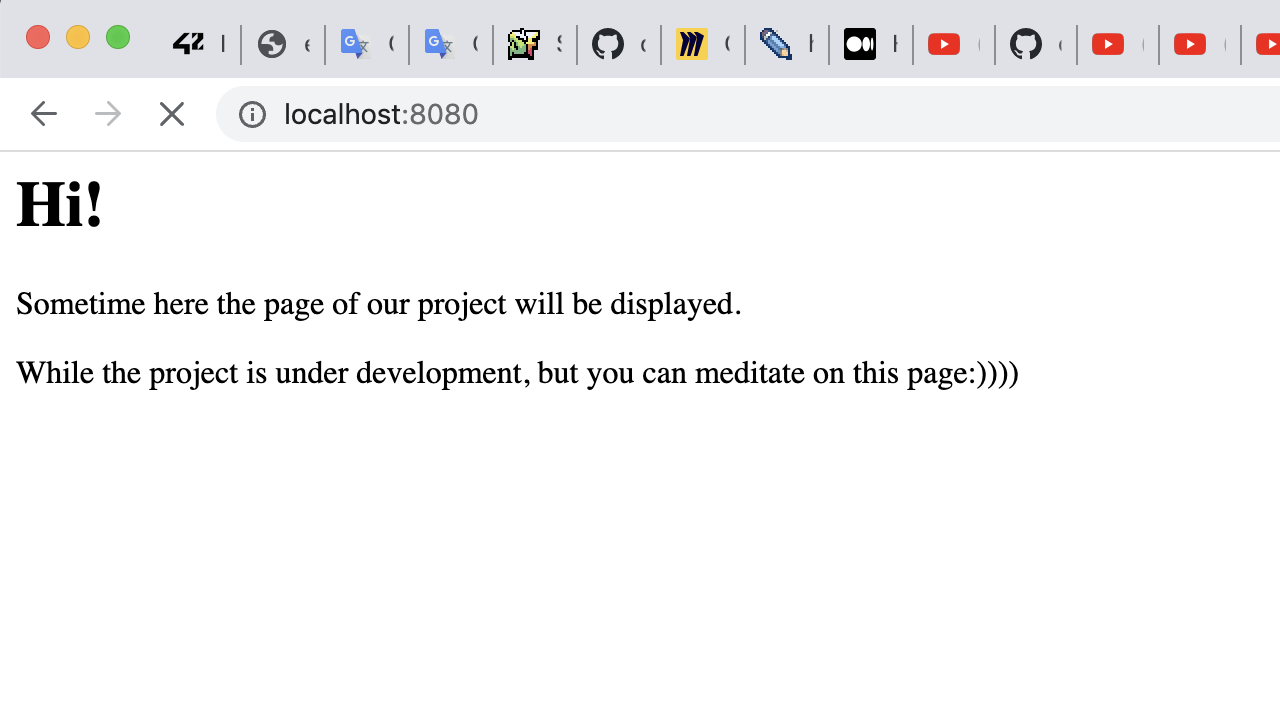 localhost:8080
Hi!
Sometime here the page of our project will be displayed.
While the project is under development, but you can meditate on this page:))))